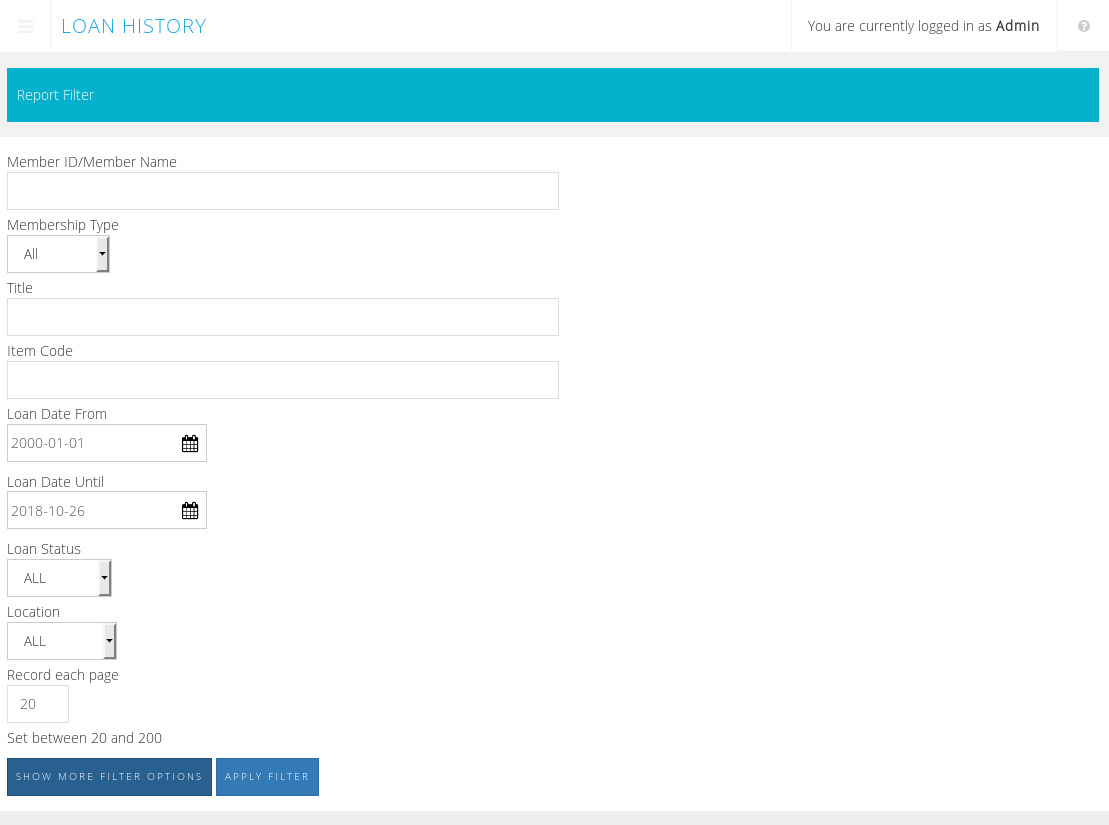 LOAN HISTORY
You are currently logged in as Admin
Report Filter
Member ID/Member Name
Membership Type
All
Title
Item Code
Loan Date From
2000-01-01
Loan Date Until
2018-10-26
Loan Status
ALL
Location
ALL
Record each page
20
Set between 20 and 200
SHOW MORE FILTER OPTIONS
APPLY FILTER